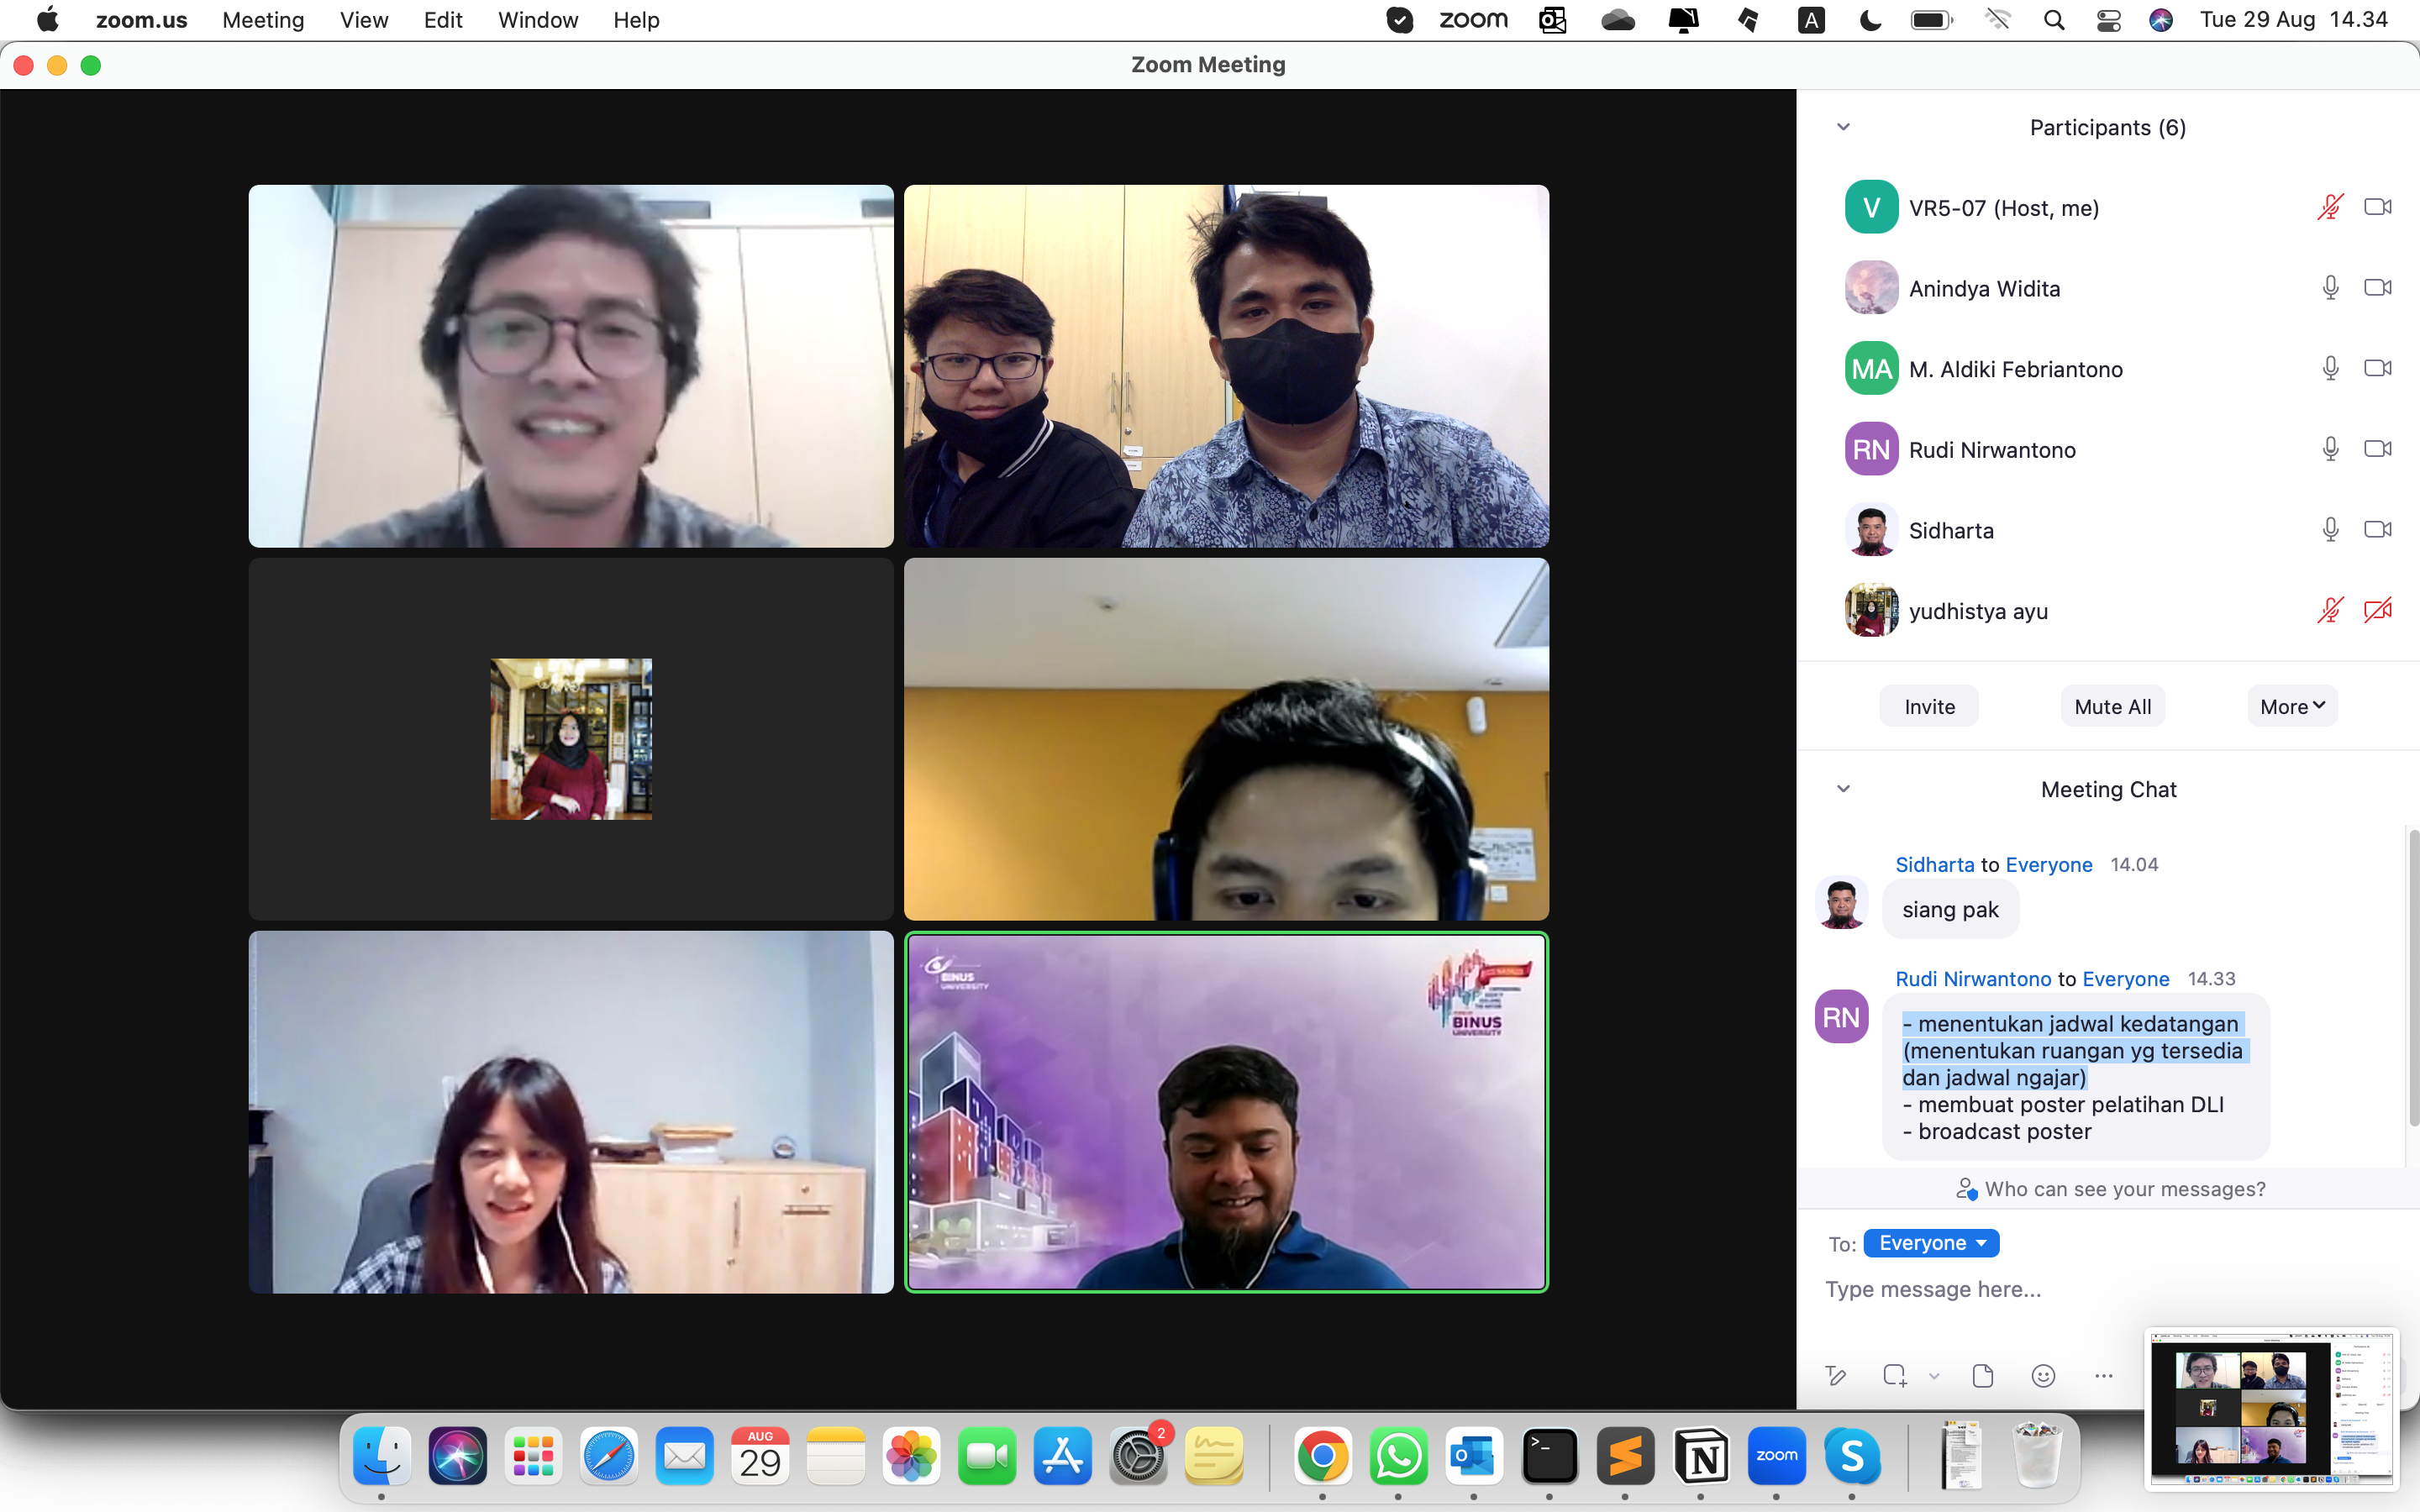 zoom.us Meeting View Edit Window Help
zoom A Tue 29 Aug 14.34
Zoom Meeting
Participants (6)
V VR5-07 (Host, me)
Anindya Widita
MA M. Aldiki Febriantono
RN Rudi Nirwantono
Sidharta
yudhistya ayu
Invite Mute All More
Meeting Chat
Sidharta to Everyone 14.04
siang pak
Rudi Nirwantono to Everyone 14.33
RN
- menentukan jadwal kedatangan
(menentukan ruangan yg tersedia
dan jadwal ngajar)
- membuat poster pelatihan DLI
- broadcast poster
Who can see your messages?
To: Everyone
Type message here...
BINUS
UNIVERSITY
BINUS
UNIVERSITY
AUG
29
2
zoom